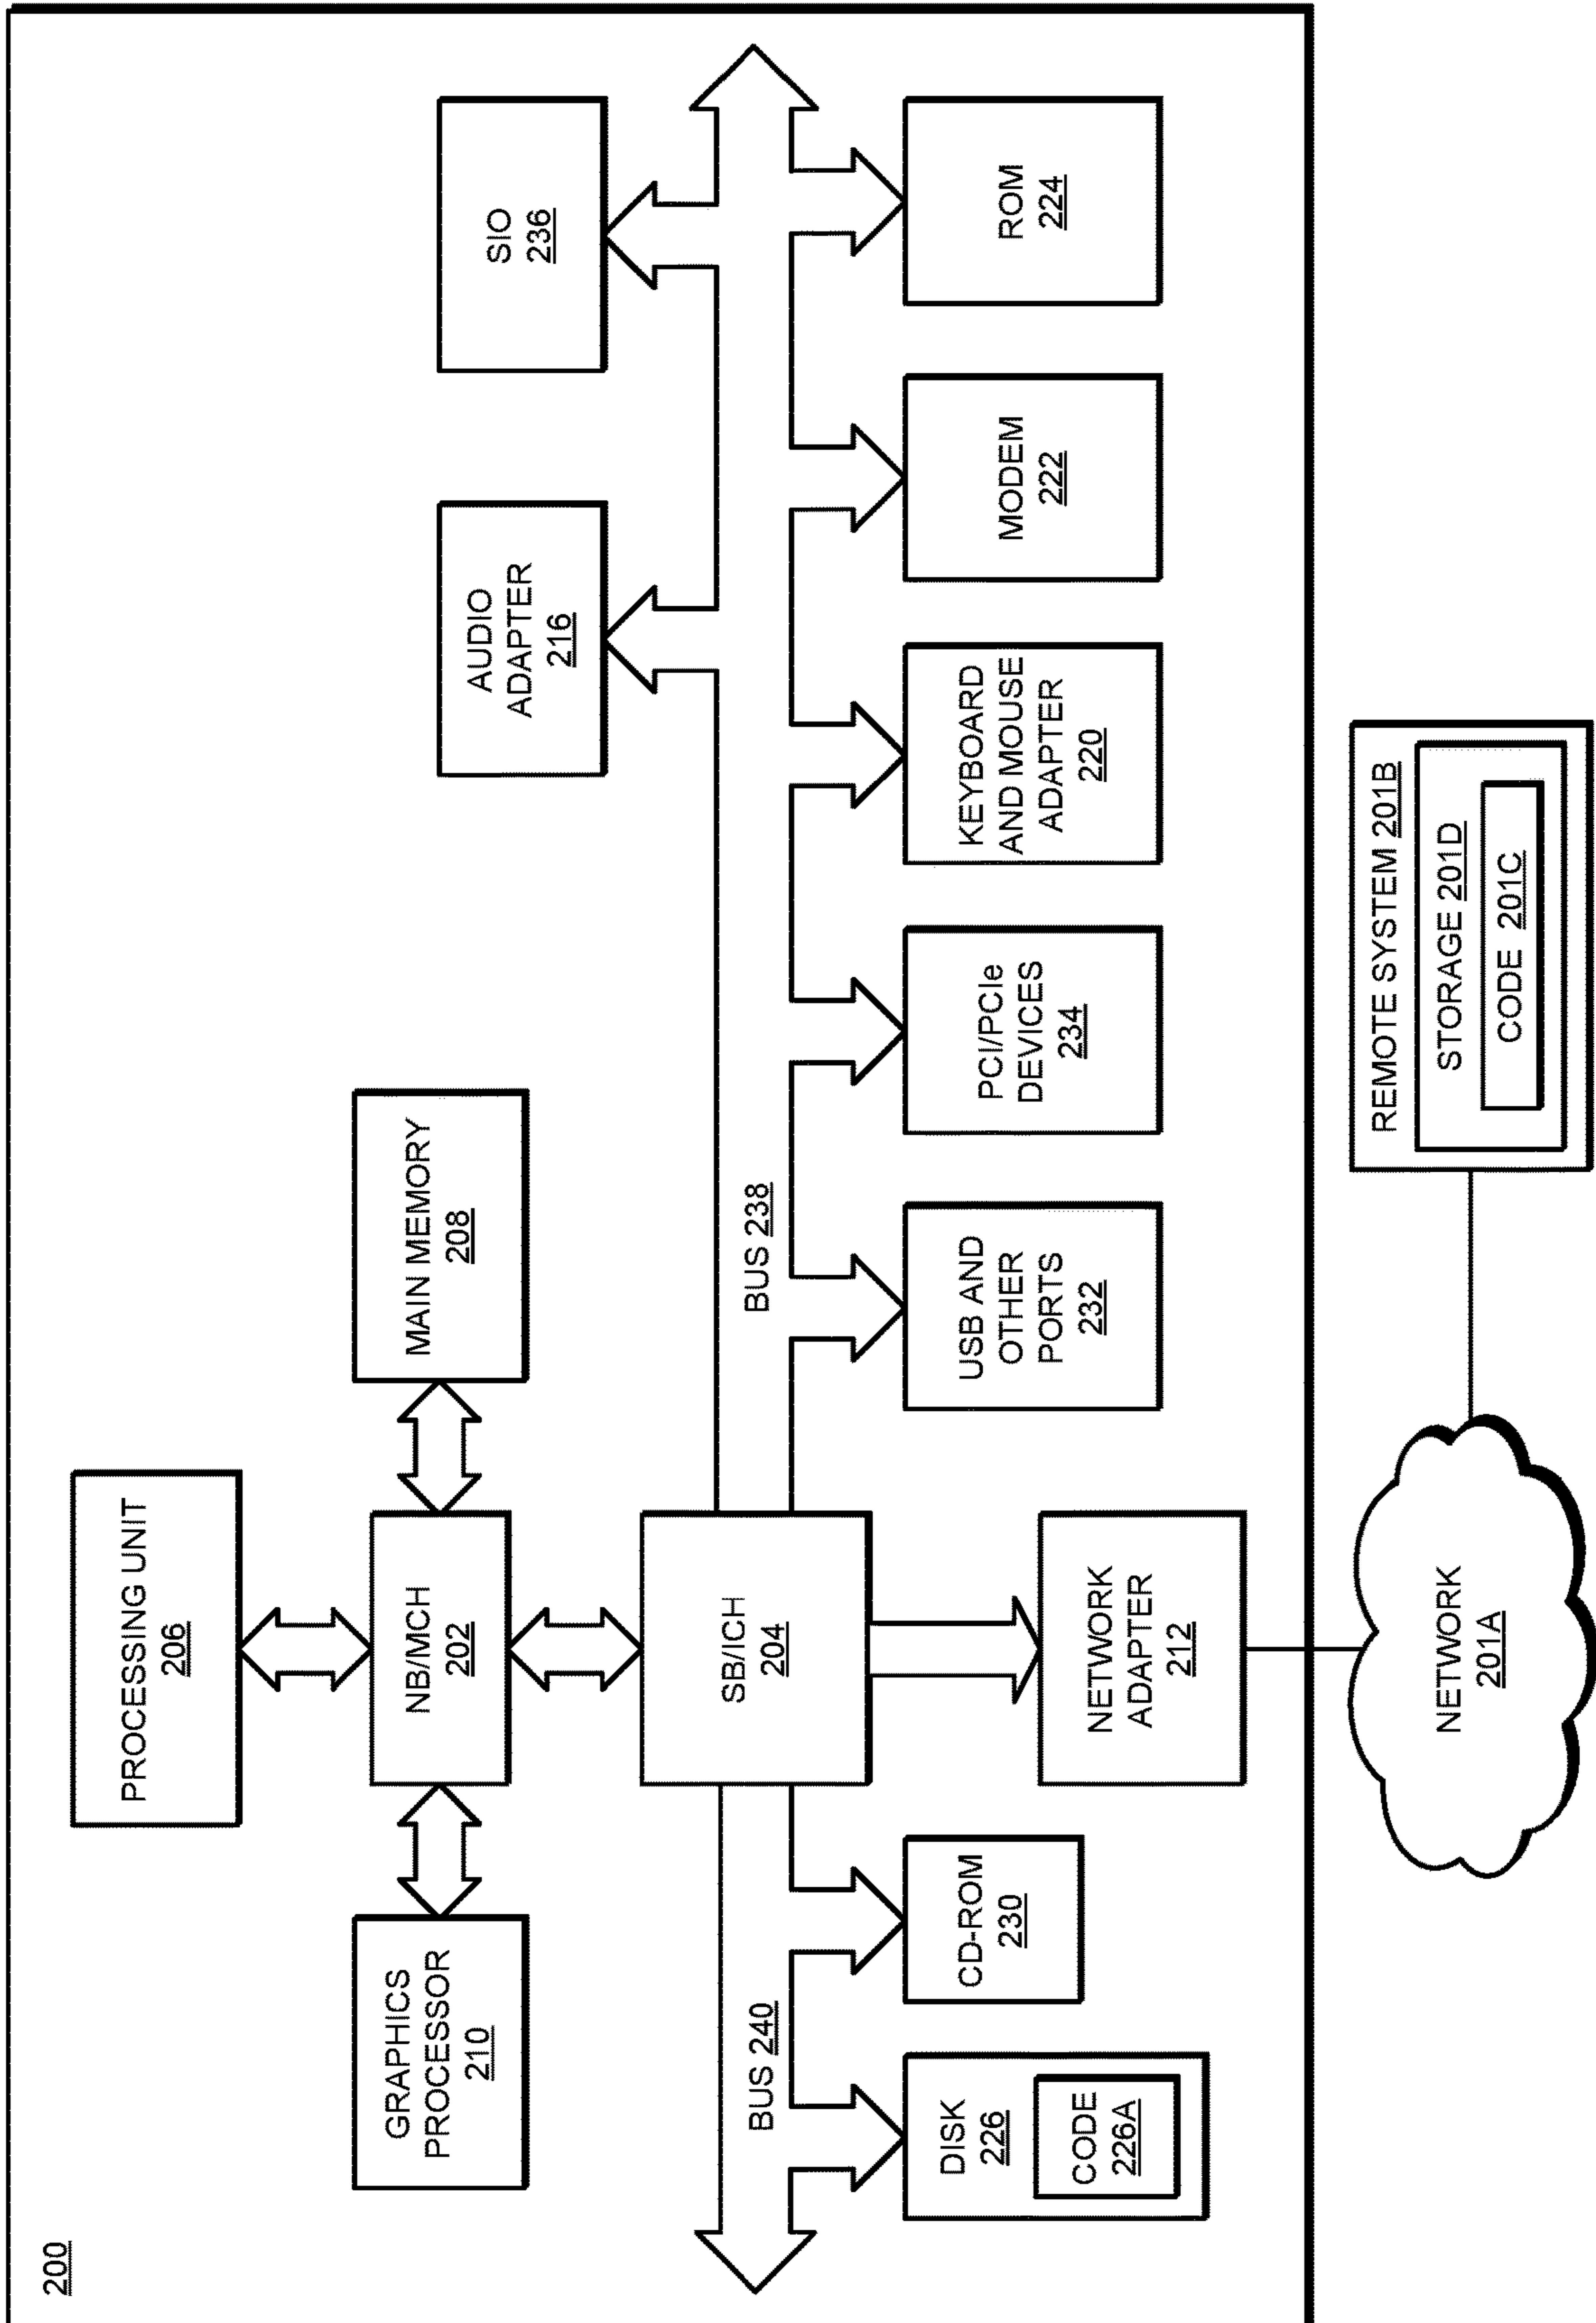 200
PROCESSING UNIT
206
GRAPHICS
PROCESSOR
210
NB/MCH
202
MAIN MEMORY
208
AUDIO
ADAPTER
216
SIO
236
SB/ICH
204
BUS 240
BUS 238
DISK
226
CODE
226A
CD-ROM
230
NETWORK
ADAPTER
212
USB AND
OTHER
PORTS
232
PCI/PCIe
DEVICES
234
KEYBOARD
AND MOUSE
ADAPTER
220
MODEM
222
ROM
224
NETWORK
201A
REMOTE SYSTEM 201B
STORAGE 201D
CODE 201C